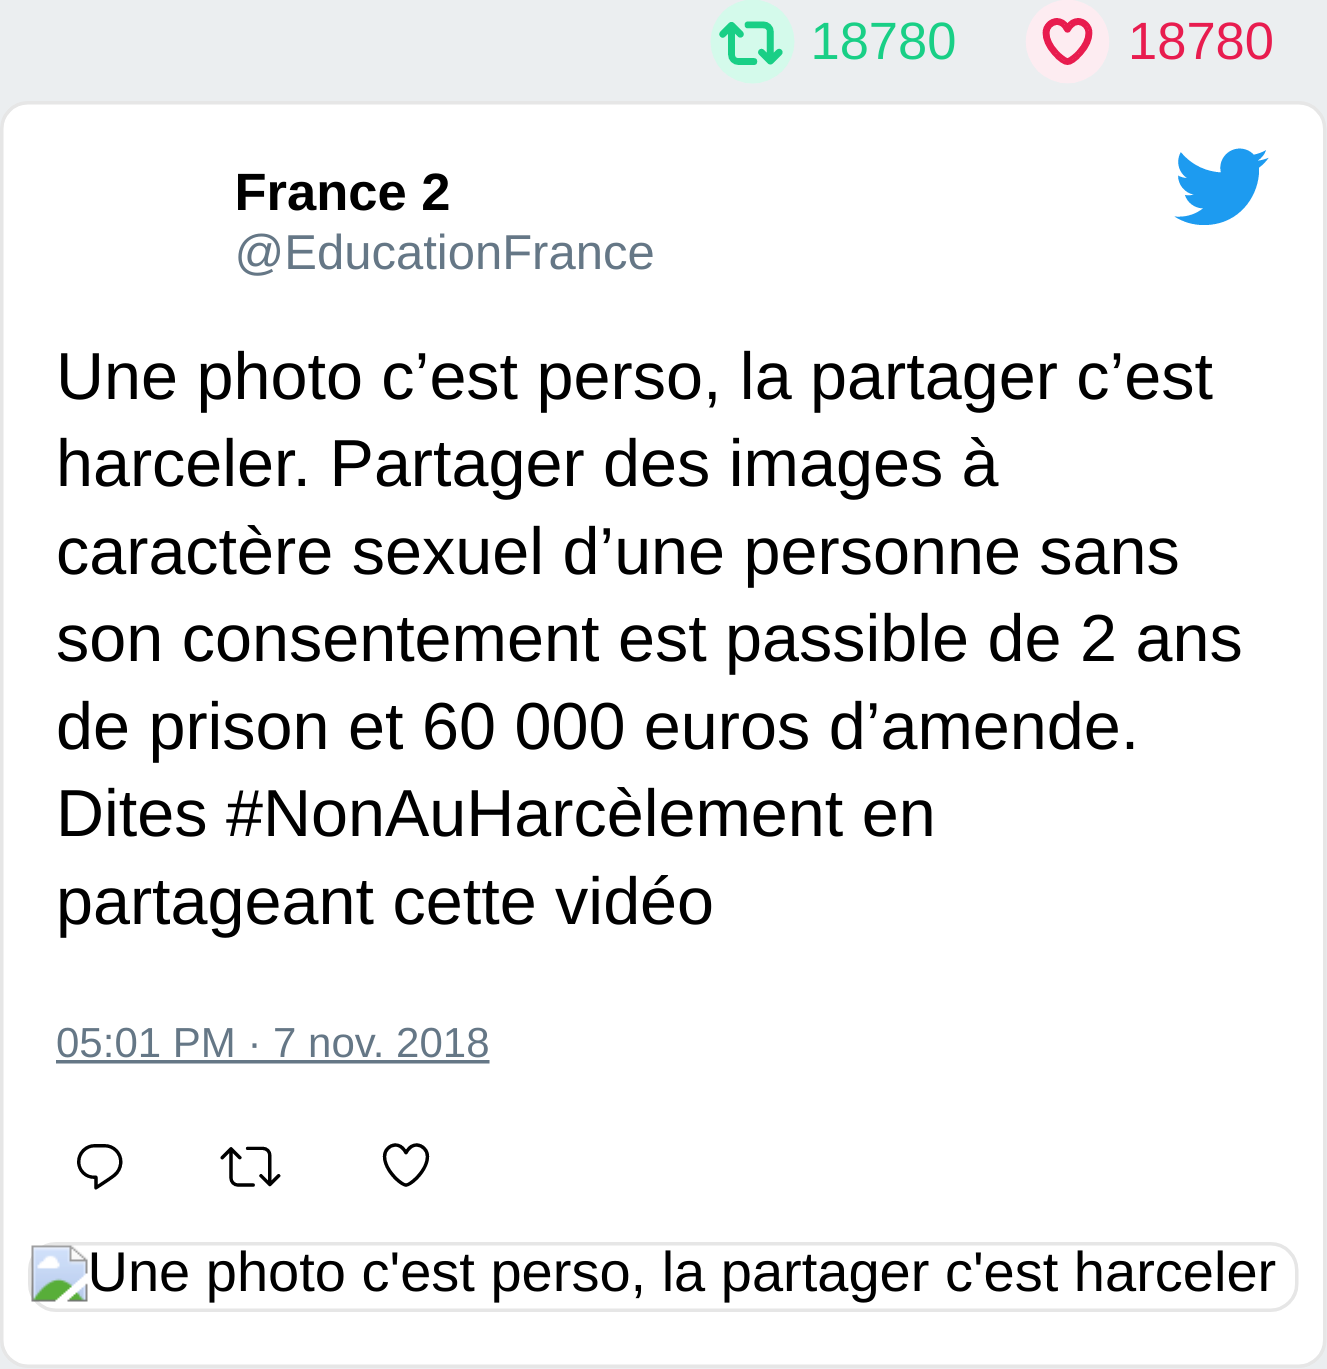 18780 18780
France 2
@EducationFrance
Une photo c’est perso, la partager c’est
harceler. Partager des images à
caractère sexuel d’une personne sans
son consentement est passible de 2 ans
de prison et 60 000 euros d’amende.
Dites #NonAuHarcèlement en
partageant cette vidéo
05:01 PM · 7 nov. 2018
Une photo c'est perso, la partager c'est harceler